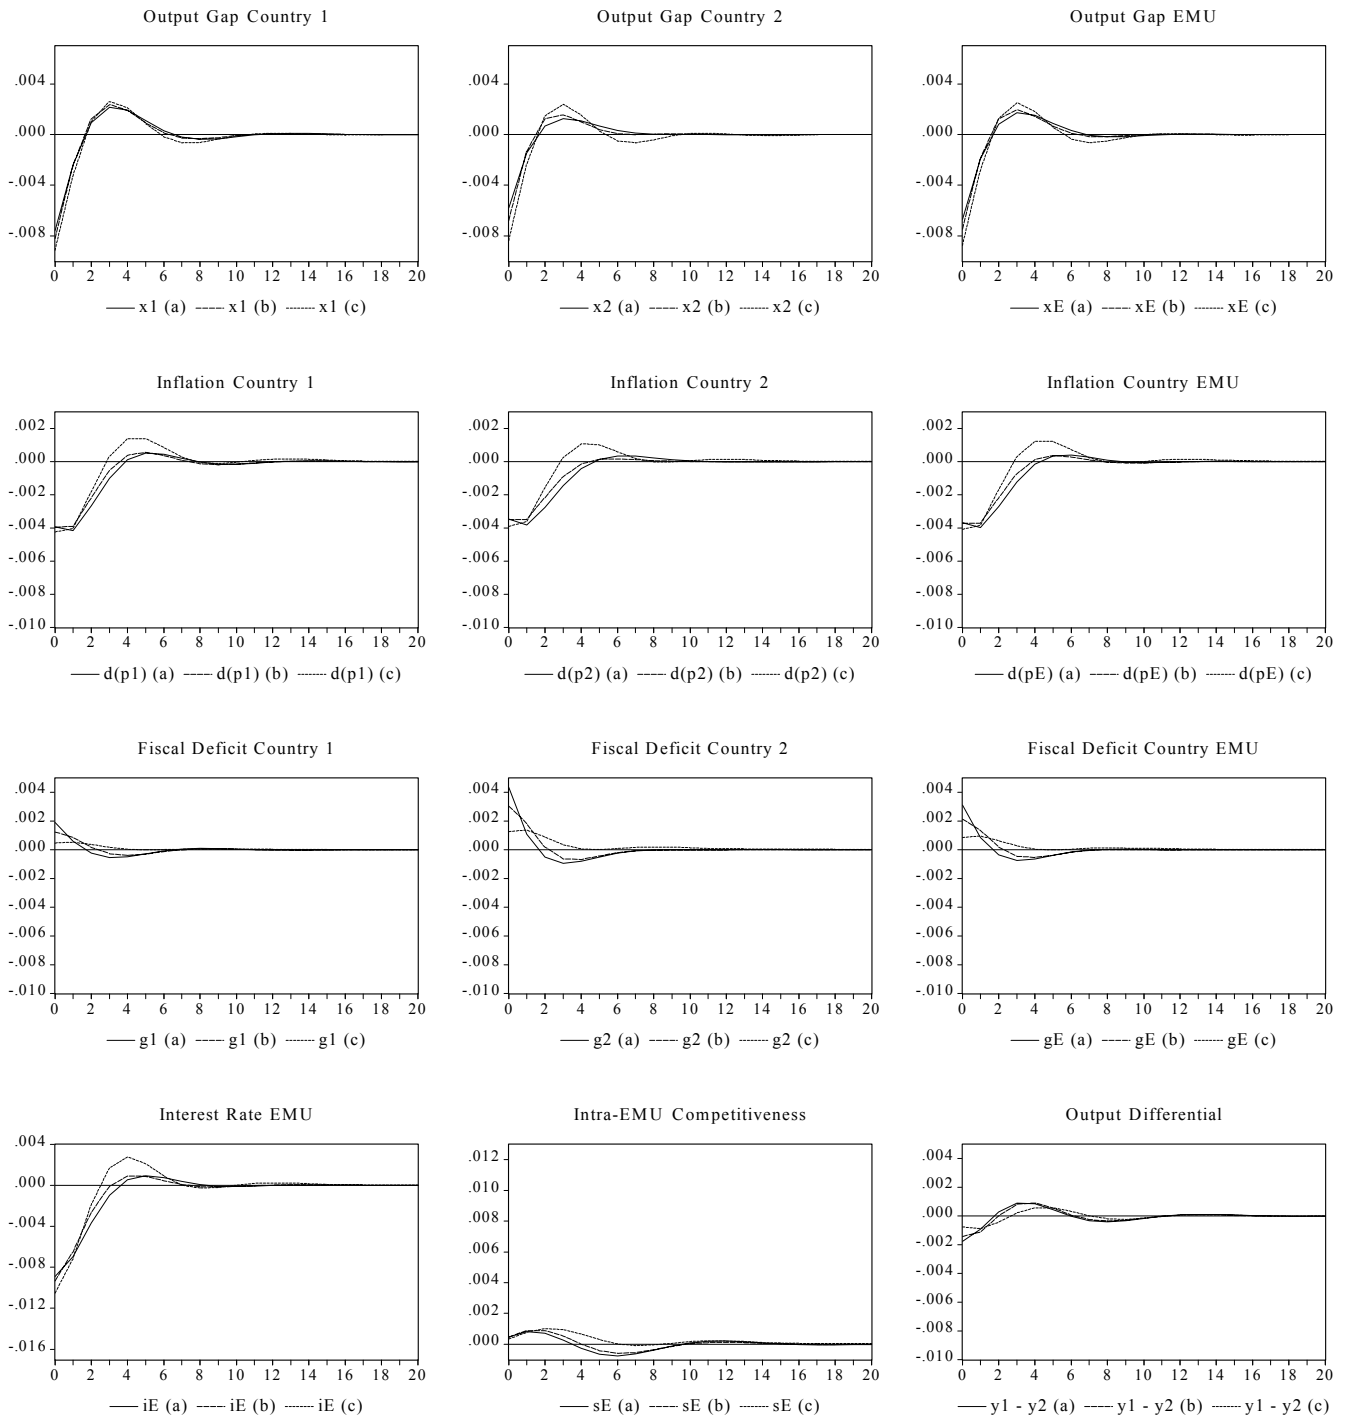 Output Gap Country 1
Output Gap Country 2
Output Gap EMU
.004
.000
-.004
-.008
0 2 4 6 8 10 12 14 16 18 20
x1 (a) x1 (b) x1 (c)
.004
.000
-.004
-.008
0 2 4 6 8 10 12 14 16 18 20
x2 (a) x2 (b) x2 (c)
.004
.000
-.004
-.008
0 2 4 6 8 10 12 14 16 18 20
xE (a) xE (b) xE (c)
Inflation Country 1
Inflation Country 2
Inflation Country EMU
.002
.000
-.002
-.004
-.006
-.008
-.010
0 2 4 6 8 10 12 14 16 18 20
d(p1) (a) d(p1) (b) d(p1) (c)
.002
.000
-.002
-.004
-.006
-.008
-.010
0 2 4 6 8 10 12 14 16 18 20
d(p2) (a) d(p2) (b) d(p2) (c)
.002
.000
-.002
-.004
-.006
-.008
-.010
0 2 4 6 8 10 12 14 16 18 20
d(pE) (a) d(pE) (b) d(pE) (c)
Fiscal Deficit Country 1
Fiscal Deficit Country 2
Fiscal Deficit Country EMU
.004
.002
.000
-.002
-.004
-.006
-.008
-.010
0 2 4 6 8 10 12 14 16 18 20
g1 (a) g1 (b) g1 (c)
.004
.002
.000
-.002
-.004
-.006
-.008
-.010
0 2 4 6 8 10 12 14 16 18 20
g2 (a) g2 (b) g2 (c)
.004
.002
.000
-.002
-.004
-.006
-.008
-.010
0 2 4 6 8 10 12 14 16 18 20
gE (a) gE (b) gE (c)
Interest Rate EMU
Intra-EMU Competitiveness
Output Differential
.004
.000
-.004
-.008
-.012
-.016
0 2 4 6 8 10 12 14 16 18 20
iE (a) iE (b) iE (c)
.012
.010
.008
.006
.004
.002
.000
0 2 4 6 8 10 12 14 16 18 20
sE (a) sE (b) sE (c)
.004
.002
.000
-.002
-.004
-.006
-.008
-.010
0 2 4 6 8 10 12 14 16 18 20
y1 - y2 (a) y1 - y2 (b) y1 - y2 (c)